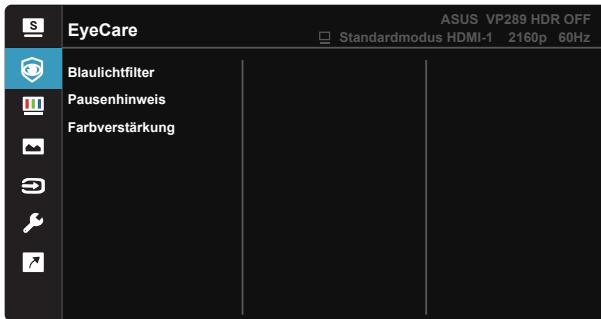 S
EyeCare
ASUS VP289 HDR OFF
Standardmodus HDMI-1 2160p 60Hz
Blaulichtfilter
Pausenhinweis
Farbverstärkung